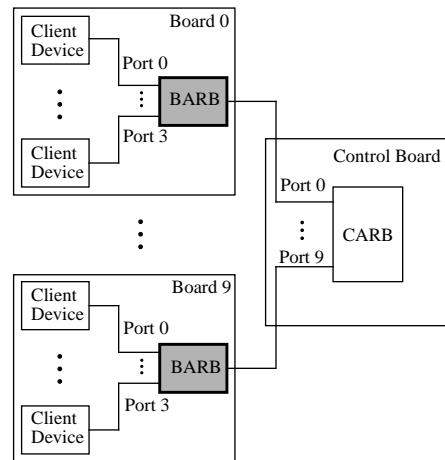 Board 0
Client
Device
Port 0
BARB
Port 3
Client
Device
Control Board
Port 0
CARB
Port 9
Board 9
Client
Device
Port 0
BARB
Port 3
Client
Device